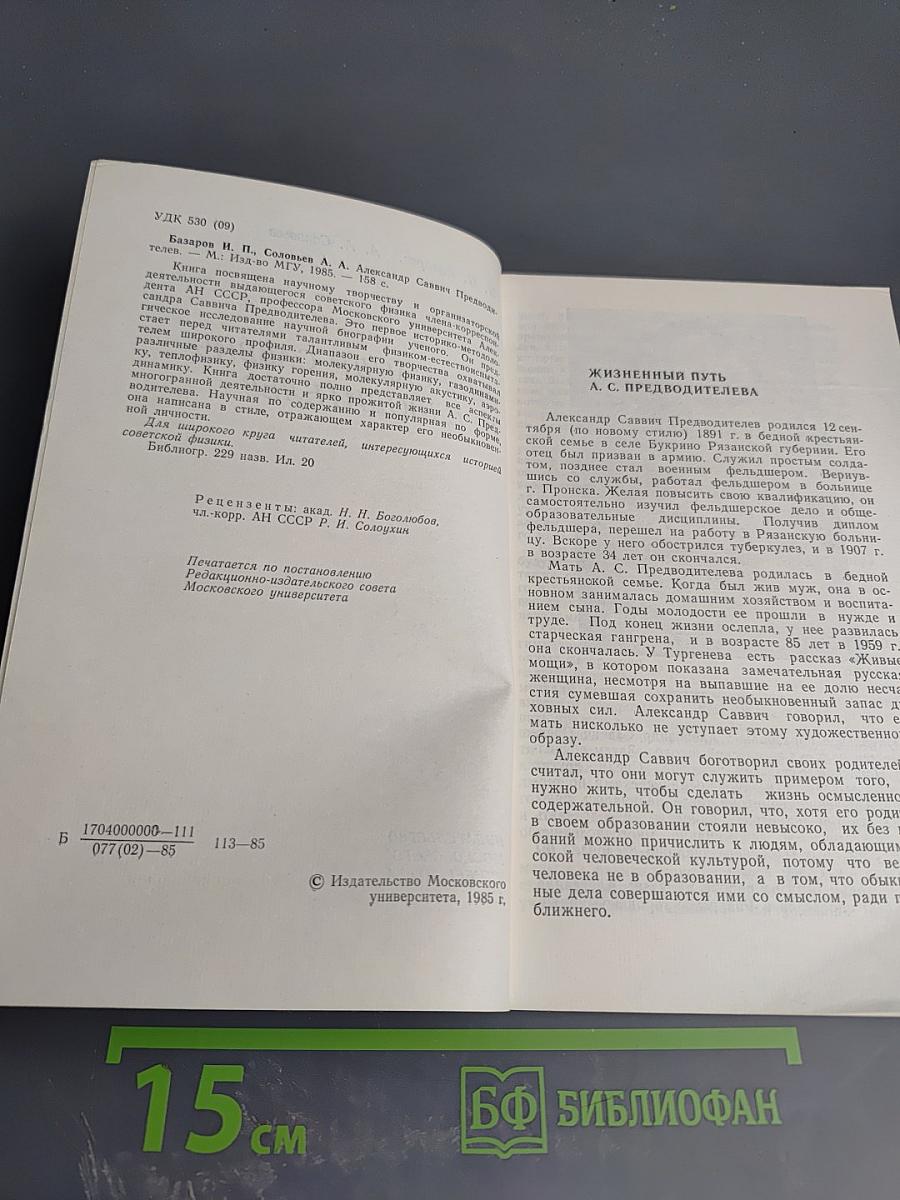 УДК 530 (09)
Базаров И. П., Соловьев А. А. Александр Саввич Предводи-
телев. — М.: Изд-во МГУ, 1985. — 158 с.
Книга посвящена научному творчеству и организаторской
деятельности выдающегося советского физика члена-корреспон-
дента АН СССР, профессора Московского университета Алек-
сандра Саввича Предводителева. Это первое историко-методоло-
гическое исследование научной биографии ученого. Он пред-
стает перед читателями талантливым физиком-естествоиспыта-
телем широкого профиля. Диапазон его творчества охватывал
различные разделы физики: молекулярную физику, газодинами-
ку, теплофизику, физику горения, молекулярную акустику, аэро-
динамику. Книга достаточно полно представляет все аспекты
многогранной деятельности и ярко прожитой жизни А. С. Пред-
водителева. Научная по содержанию и популярная по форме,
она написана в стиле, отражающем характер его необыкновен-
ной личности.
Для широкого круга читателей, интересующихся историей
советской физики.
Библиогр. 229 назв. Ил. 20
Рецензенты: акад. Н. Н. Боголюбов,
чл.-корр. АН СССР Р. И. Солоухин
Печатается по постановлению
Редакционно-издательского совета
Московского университета
Б 1704000000—111
077(02)—85 113—85
© Издательство Московского
университета, 1985 г.
ЖИЗНЕННЫЙ ПУТЬ
А. С. ПРЕДВОДИТЕЛЕВА
Александр Саввич Предводителев родился 12 сен-
тября (по новому стилю) 1891 г. в бедной крестьян-
ской семье в селе Букрино Рязанской губернии. Его
отец был призван в армию. Служил простым солда-
том, позднее стал военным фельдшером. Вернув-
шись со службы, работал фельдшером в больнице
г. Пронска. Желая повысить свою квалификацию, он
самостоятельно изучил фельдшерское дело и обще-
образовательные дисциплины. Получив диплом
фельдшера, перешел на работу в Рязанскую больни-
цу. Вскоре у него обострился туберкулез, и в 1907 г.
в возрасте 34 лет он скончался.
Мать А. С. Предводителева родилась в бедной
крестьянской семье. Когда был жив муж, она в ос-
новном занималась домашним хозяйством и воспита-
нием сына. Годы молодости ее прошли в нужде и
труде. Под конец жизни ослепла, у нее развилась
старческая гангрена, и в возрасте 85 лет в 1959 г.
она скончалась. У Тургенева есть рассказ «Живые
мощи», в котором показана замечательная русская
женщина, несмотря на выпавшие на ее долю несча
стия сумевшая сохранить необыкновенный запас ду
ховных сил. Александр Саввич говорил, что е
мать нисколько не уступает этому художественно
образу.
Александр Саввич боготворил своих родителей
считал, что они могут служить примером того,
нужно жить, чтобы сделать жизнь осмысленно
содержательной. Он говорил, что, хотя его роди
в своем образовании стояли невысоко, их без к
баний можно причислить к людям, обладающим
сокой человеческой культурой, потому что ве
человека не в образовании, а в том, что обык
ные дела совершаются ими со смыслом, ради г
ближнего.
15 см
БФ БИБЛИОФАН